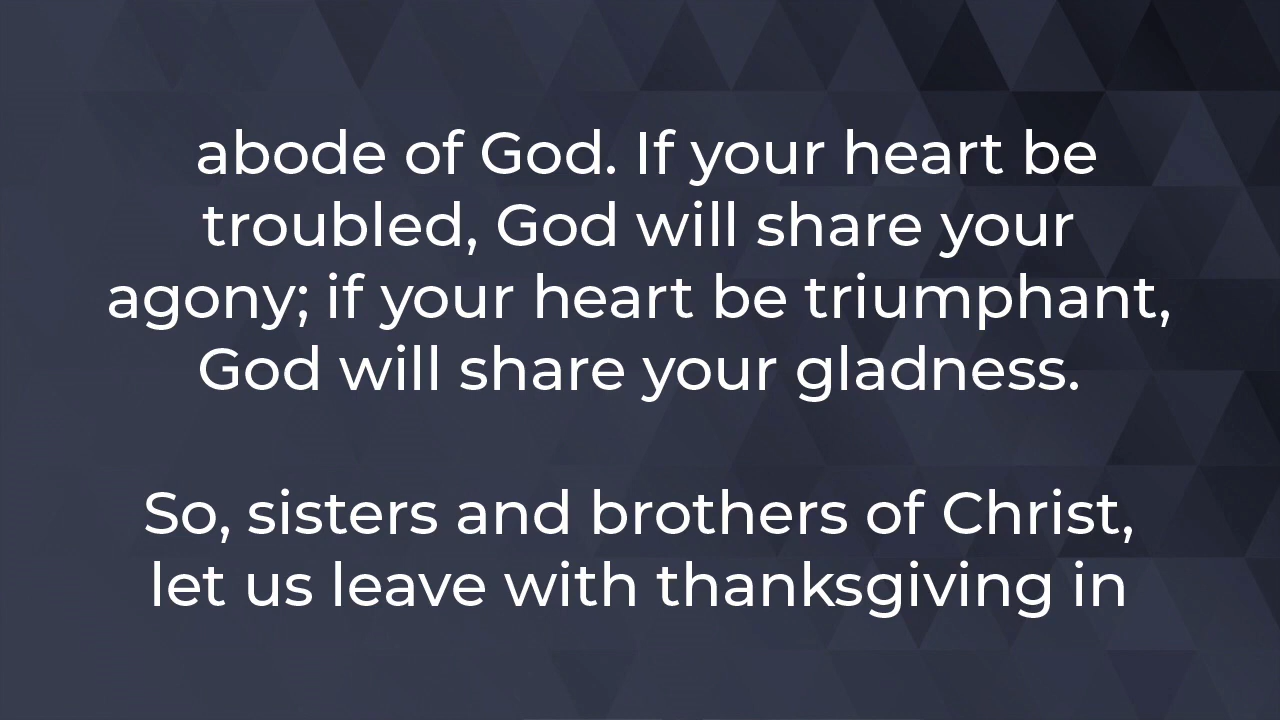 abode of God. If your heart be
troubled, God will share your
agony; if your heart be triumphant,
God will share your gladness.
So, sisters and brothers of Christ,
let us leave with thanksgiving in